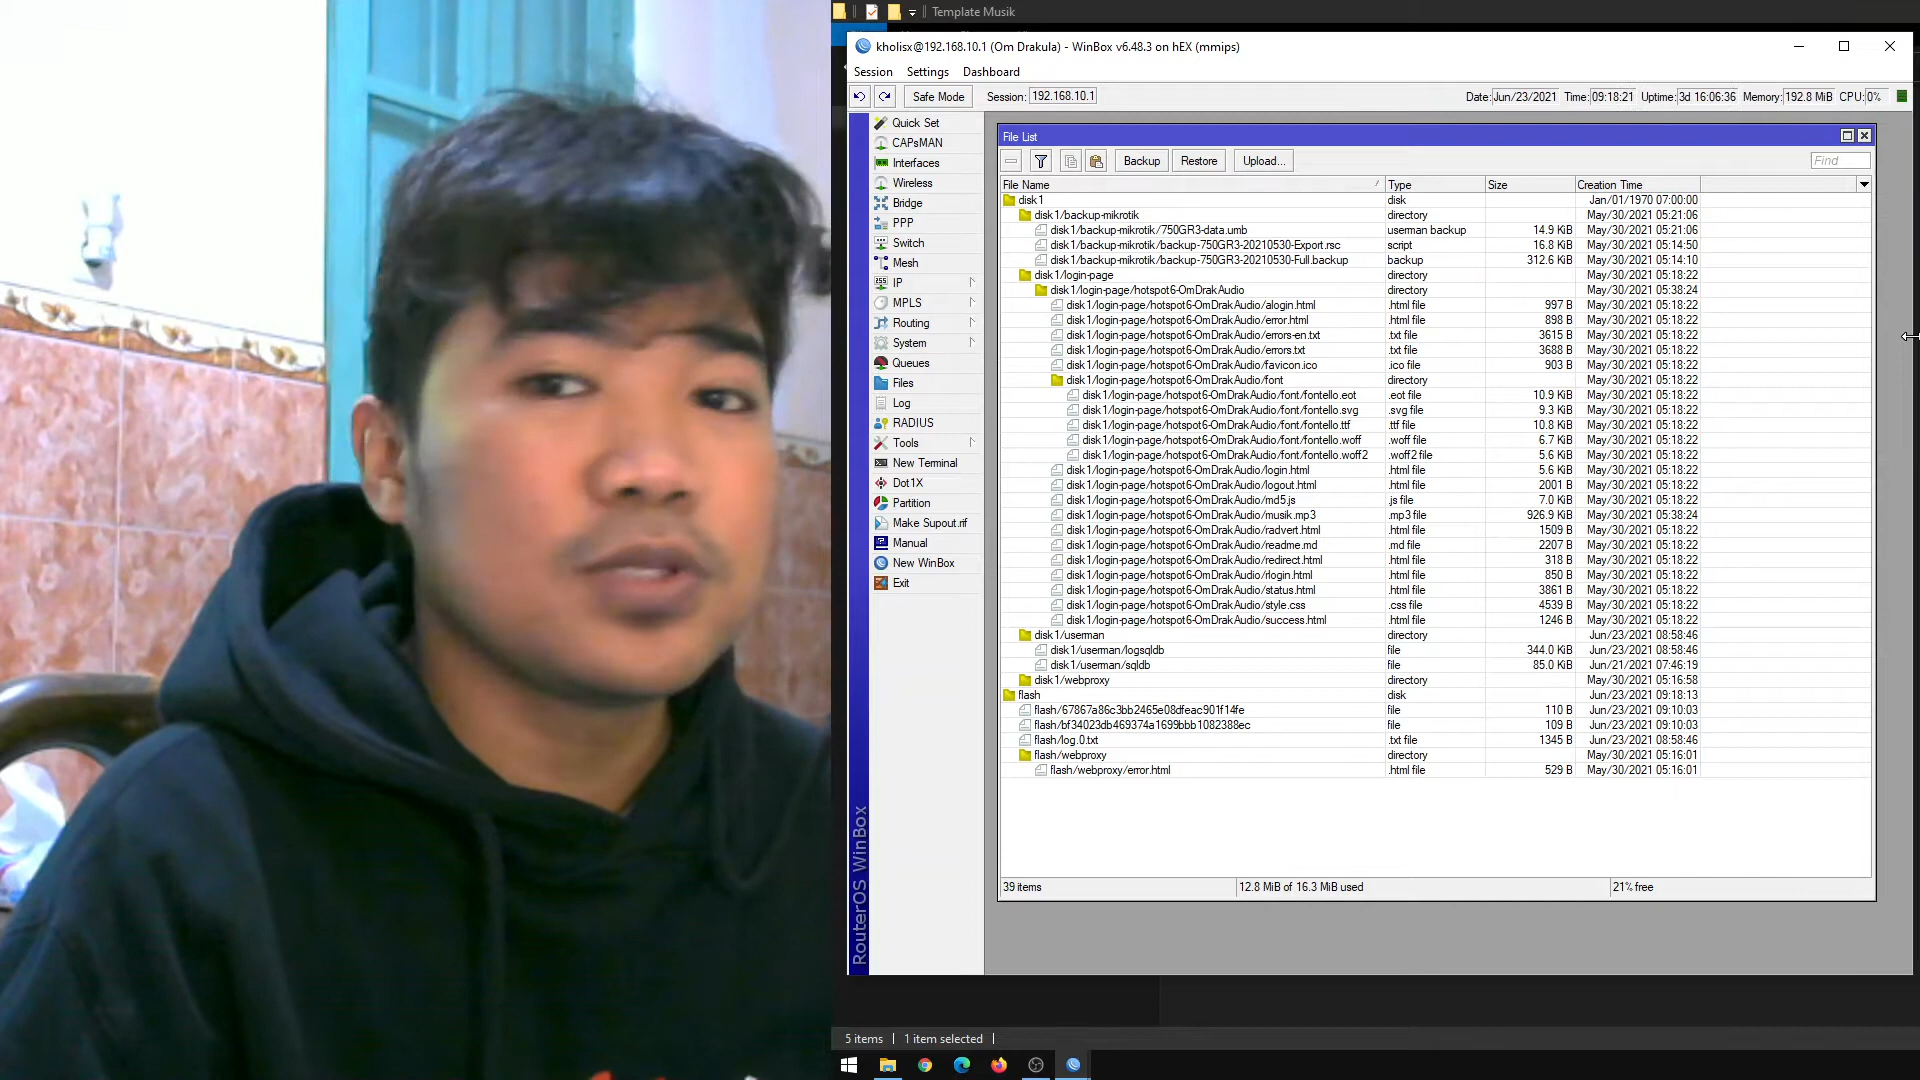 Template Musik
kholisx@192.168.10.1 (Om Drakula) - WinBox v6.48.3 on hEX (mmips)
Session Settings Dashboard
Safe Mode Session: 192.168.10.1 Date: Jun/23/2021 Time: 09:18:21 Uptime: 3d 16:06:36 Memory: 192.8 MiB CPU: 0%
Quick Set
CAPsMAN
Interfaces
Wireless
Bridge
PPP
Switch
Mesh
IP
MPLS
Routing
System
Queues
Files
Log
RADIUS
Tools
New Terminal
Dot1X
Partition
Make Supout.rif
Manual
New WinBox
Exit
RouterOS WinBox
File List
Backup Restore Upload... Find
File Name Type Size Creation Time
disk1 disk Jan/01/1970 07:00:00
disk1/backup-mikrotik directory May/30/2021 05:21:06
disk1/backup-mikrotik/750GR3-data.umb userman backup 14.9 KiB May/30/2021 05:21:06
disk1/backup-mikrotik/backup-750GR3-20210530-Export.rsc script 16.8 KiB May/30/2021 05:14:50
disk1/backup-mikrotik/backup-750GR3-20210530-Full.backup backup 312.6 KiB May/30/2021 05:14:10
disk1/login-page directory May/30/2021 05:18:22
disk1/login-page/hotspot6-OmDrakAudio directory May/30/2021 05:38:24
disk1/login-page/hotspot6-OmDrakAudio/alogin.html .html file 997 B May/30/2021 05:18:22
disk1/login-page/hotspot6-OmDrakAudio/error.html .html file 898 B May/30/2021 05:18:22
disk1/login-page/hotspot6-OmDrakAudio/errors-en.txt .txt file 3615 B May/30/2021 05:18:22
disk1/login-page/hotspot6-OmDrakAudio/errors.txt .txt file 3688 B May/30/2021 05:18:22
disk1/login-page/hotspot6-OmDrakAudio/favicon.ico .ico file 903 B May/30/2021 05:18:22
disk1/login-page/hotspot6-OmDrakAudio/font directory May/30/2021 05:18:22
disk1/login-page/hotspot6-OmDrakAudio/font/fontello.eot .eot file 10.9 KiB May/30/2021 05:18:22
disk1/login-page/hotspot6-OmDrakAudio/font/fontello.svg .svg file 9.3 KiB May/30/2021 05:18:22
disk1/login-page/hotspot6-OmDrakAudio/font/fontello.ttf .ttf file 10.8 KiB May/30/2021 05:18:22
disk1/login-page/hotspot6-OmDrakAudio/font/fontello.woff .woff file 6.7 KiB May/30/2021 05:18:22
disk1/login-page/hotspot6-OmDrakAudio/font/fontello.woff2 .woff2 file 5.6 KiB May/30/2021 05:18:22
disk1/login-page/hotspot6-OmDrakAudio/login.html .html file 5.6 KiB May/30/2021 05:18:22
disk1/login-page/hotspot6-OmDrakAudio/logout.html .html file 2001 B May/30/2021 05:18:22
disk1/login-page/hotspot6-OmDrakAudio/md5.js .js file 7.0 KiB May/30/2021 05:18:22
disk1/login-page/hotspot6-OmDrakAudio/musik.mp3 .mp3 file 926.9 KiB May/30/2021 05:38:24
disk1/login-page/hotspot6-OmDrakAudio/radvert.html .html file 1509 B May/30/2021 05:18:22
disk1/login-page/hotspot6-OmDrakAudio/readme.md .md file 2207 B May/30/2021 05:18:22
disk1/login-page/hotspot6-OmDrakAudio/redirect.html .html file 318 B May/30/2021 05:18:22
disk1/login-page/hotspot6-OmDrakAudio/rlogin.html .html file 850 B May/30/2021 05:18:22
disk1/login-page/hotspot6-OmDrakAudio/status.html .html file 3861 B May/30/2021 05:18:22
disk1/login-page/hotspot6-OmDrakAudio/style.css .css file 4539 B May/30/2021 05:18:22
disk1/login-page/hotspot6-OmDrakAudio/success.html .html file 1246 B May/30/2021 05:18:22
disk1/userman directory Jun/23/2021 08:58:46
disk1/userman/logsqldb file 344.0 KiB Jun/23/2021 08:58:46
disk1/userman/sqldb file 85.0 KiB Jun/21/2021 07:46:19
disk1/webproxy directory May/30/2021 05:16:58
flash disk Jun/23/2021 09:18:13
flash/67867a86c3bb2465e08dfeac901f14fe file 110 B Jun/23/2021 09:10:03
flash/bf34023db469374a1699bbb1082388ec file 109 B Jun/23/2021 09:10:03
flash/log.0.txt .txt file 1345 B Jun/23/2021 08:58:46
flash/webproxy directory May/30/2021 05:16:01
flash/webproxy/error.html .html file 529 B May/30/2021 05:16:01
39 items 12.8 MiB of 16.3 MiB used 21% free
5 items 1 item selected